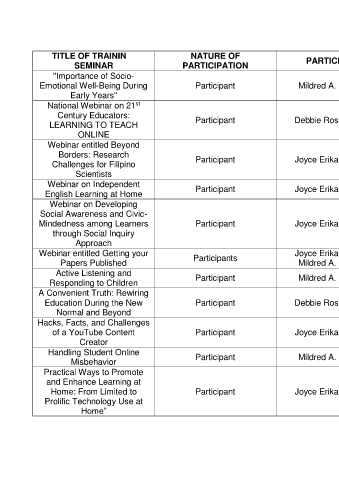 TITLE OF TRAININ
SEMINAR
NATURE OF
PARTICIPATION
PARTICI
"Importance of Socio-
Emotional Well-Being During
Early Years"
Participant
Mildred A.
National Webinar on 21st
Century Educators:
LEARNING TO TEACH
ONLINE
Participant
Debbie Ros
Webinar entitled Beyond
Borders: Research
Challenges for Filipino
Scientists
Participant
Joyce Erika
Webinar on Independent
English Learning at Home
Participant
Joyce Erika
Webinar on Developing
Social Awareness and Civic-
Mindedness among Learners
through Social Inquiry
Approach
Participant
Joyce Erika
Webinar entitled Getting your
Papers Published
Participants
Joyce Erika
Mildred A.
Active Listening and
Responding to Children
Participant
Mildred A.
A Convenient Truth: Rewiring
Education During the New
Normal and Beyond
Participant
Debbie Ros
Hacks, Facts, and Challenges
of a YouTube Content
Creator
Participant
Joyce Erika
Handling Student Online
Misbehavior
Participant
Mildred A.
Practical Ways to Promote
and Enhance Learning at
Home: From Limited to
Prolific Technology Use at
Home"
Participant
Joyce Erika